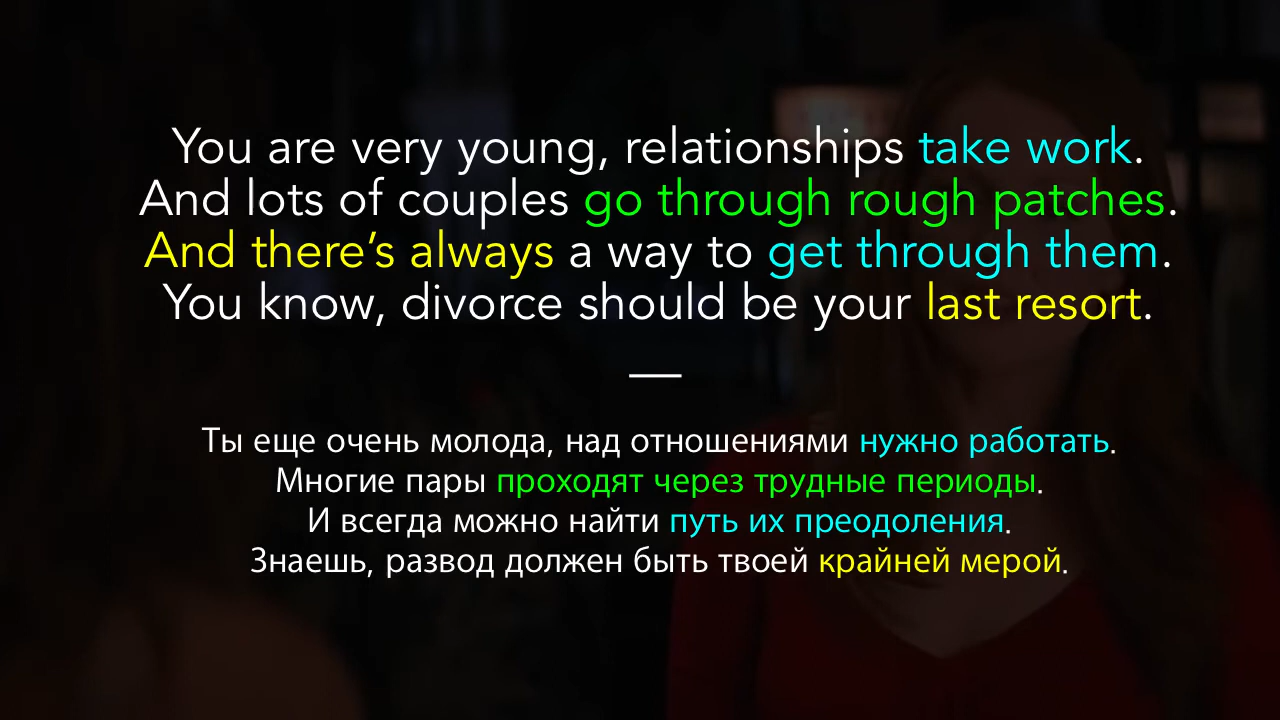 You are very young, relationships take work.
And lots of couples go through rough patches.
And there’s always a way to get through them.
You know, divorce should be your last resort.
—
Ты еще очень молода, над отношениями нужно работать.
Многие пары проходят через трудные периоды.
И всегда можно найти путь их преодоления.
Знаешь, развод должен быть твоей крайней мерой.